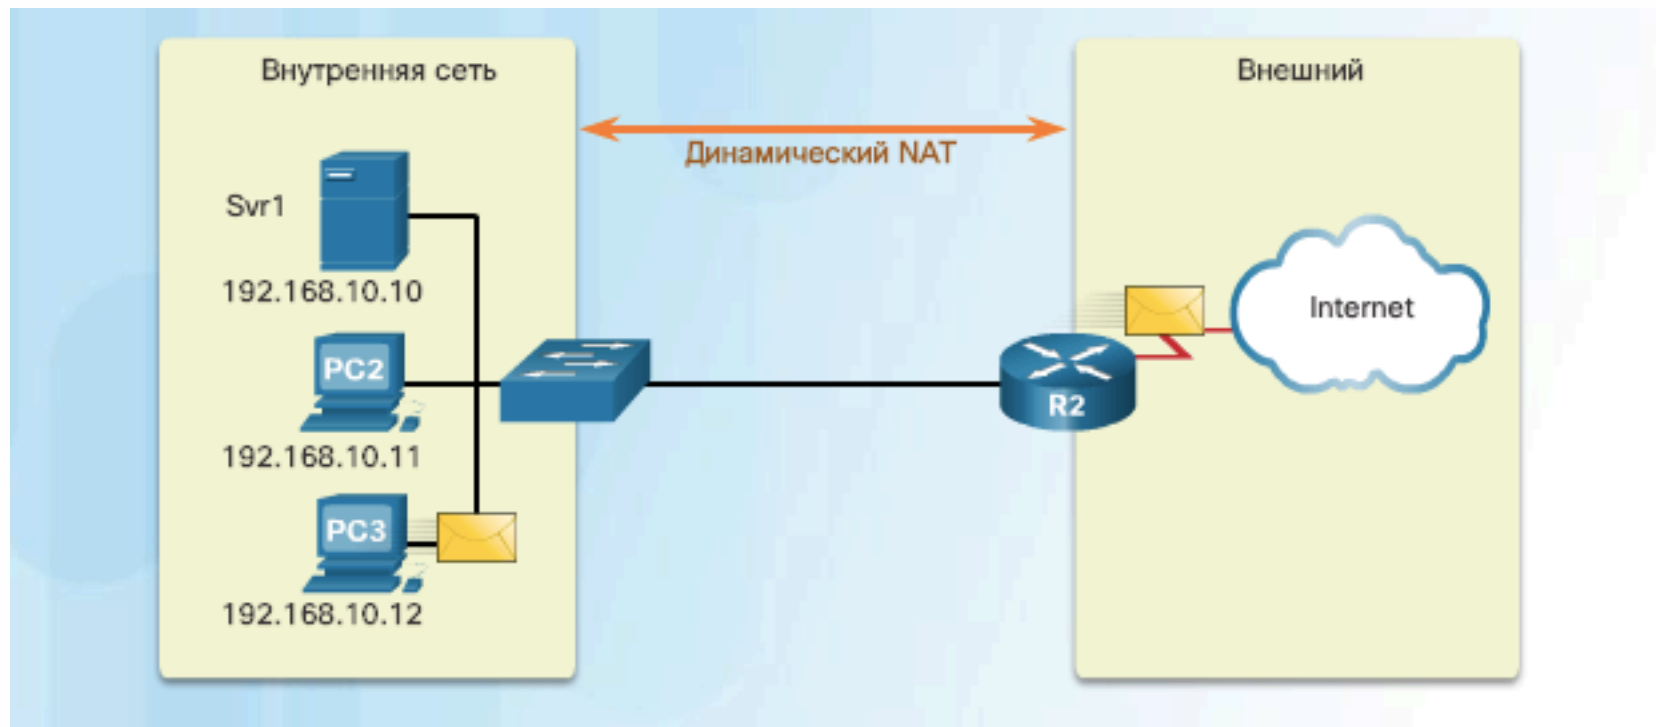 Внутренняя сеть
Внешний
Динамический NAT
Svr1
192.168.10.10
PC2
192.168.10.11
PC3
192.168.10.12
R2
Internet